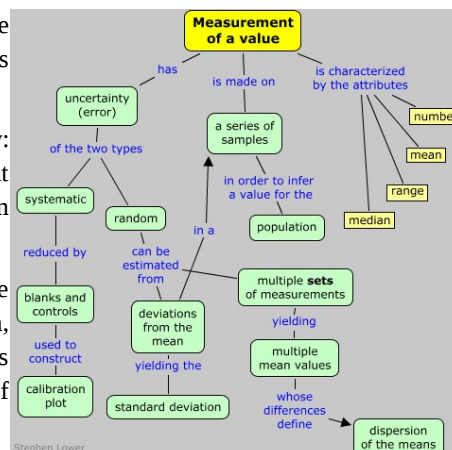 Measurement
of a value
has
is made on
is characterized
by the attributes
uncertainty
(error)
a series of
samples
numbe
mean
range
median
of the two types
in order to infer
a value for the
systematic
random
population
in a
reduced by
can be
estimated
from
multiple sets
of measurements
blanks and
controls
deviations
from the
mean
yielding
used to
construct
multiple
mean values
yielding the
calibration
plot
standard deviation
whose
differences
define
dispersion
of the means
Stephen Lower